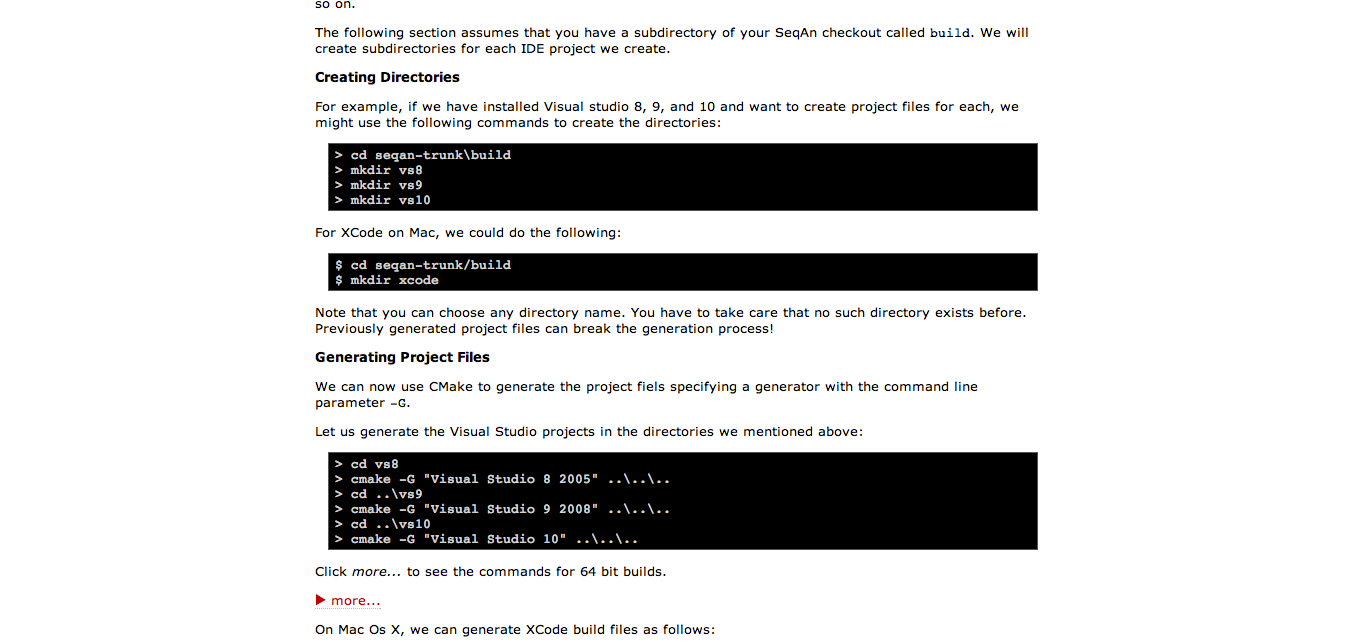 so on.
The following section assumes that you have a subdirectory of your SeqAn checkout called build. We will
create subdirectories for each IDE project we create.
Creating Directories
For example, if we have installed Visual studio 8, 9, and 10 and want to create project files for each, we
might use the following commands to create the directories:
> cd seqan-trunk\build
> mkdir vs8
> mkdir vs9
> mkdir vs10
For XCode on Mac, we could do the following:
$ cd seqan-trunk/build
$ mkdir xcode
Note that you can choose any directory name. You have to take care that no such directory exists before.
Previously generated project files can break the generation process!
Generating Project Files
We can now use CMake to generate the project fiels specifying a generator with the command line
parameter -G.
Let us generate the Visual Studio projects in the directories we mentioned above:
> cd vs8
> cmake -G "Visual Studio 8 2005" ..\..\..
> cd ..\vs9
> cmake -G "Visual Studio 9 2008" ..\..\..
> cd ..\vs10
> cmake -G "Visual Studio 10" ..\..\..
Click more... to see the commands for 64 bit builds.
▶ more...
On Mac Os X, we can generate XCode build files as follows: